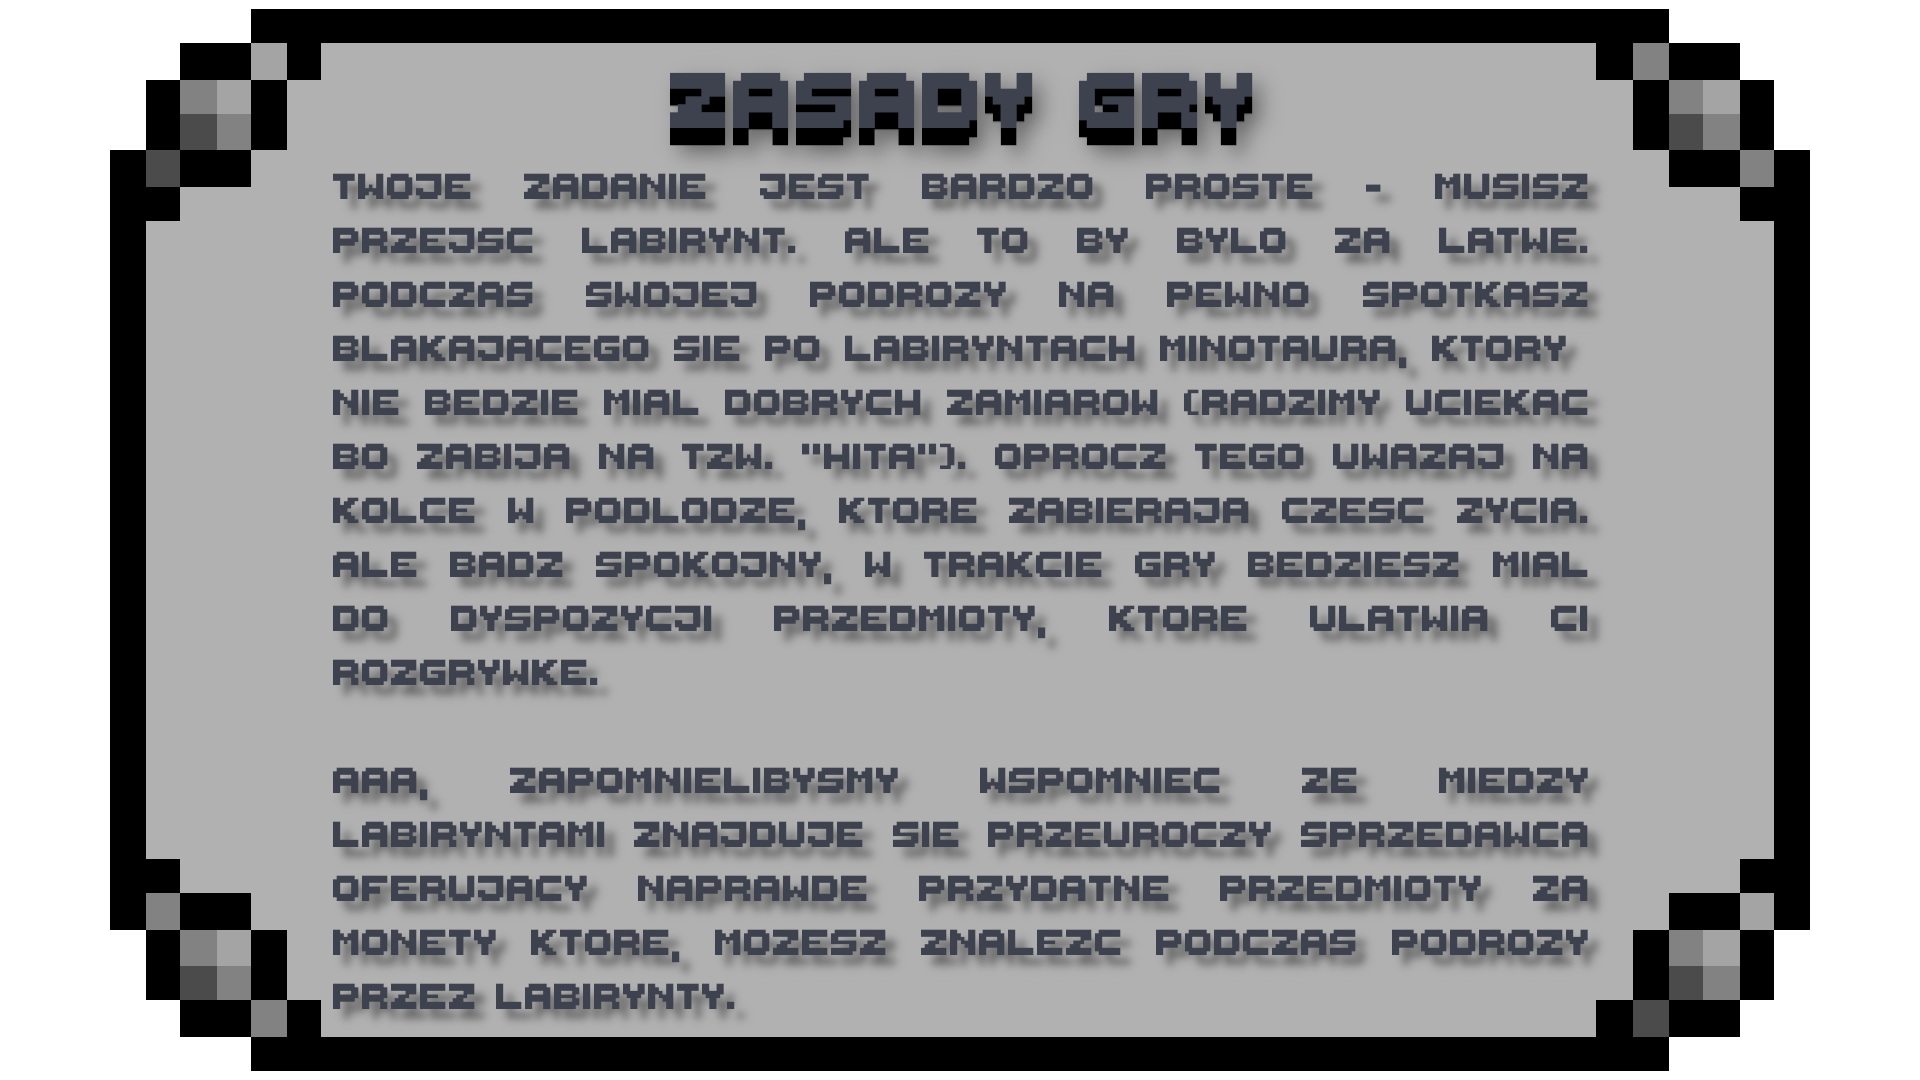 ZASADY GRY
TWOJE ZADANIE JEST BARDZO PROSTE - MUSISZ
PRZEJSC LABIRYNT. ALE TO BY BYLO ZA LATWE.
PODCZAS SWOJEJ PODROZY NA PEWNO SPOTKASZ
BLAKAJACEGO SIE PO LABIRYNTACH MINOTAURA, KTORY
NIE BEDZIE MIAL DOBRYCH ZAMIAROW (RADZIMY UCIEKAC
BO ZABIJA NA TZW. "HITA"). OPROCZ TEGO UWAZAJ NA
KOLCE W PODLODZE, KTORE ZABIERAJA CZESC ZYCIA.
ALE BADZ SPOKOJNY, W TRAKCIE GRY BEDZIESZ MIAL
DO DYSPOZYCJI PRZEDMIOTY, KTORE ULATWIA CI
ROZGRYWKE.
AAA, ZAPOMNIELIBYSMY WSPOMNIEC ZE MIEDZY
LABIRYNTAMI ZNAJDUJE SIE PRZEUROCZY SPRZEDAWCA
OFERUJACY NAPRAWDE PRZYDATNE PRZEDMIOTY ZA
MONETY KTORE, MOZESZ ZNALEZC PODCZAS PODROZY
PRZEZ LABIRYNTY.